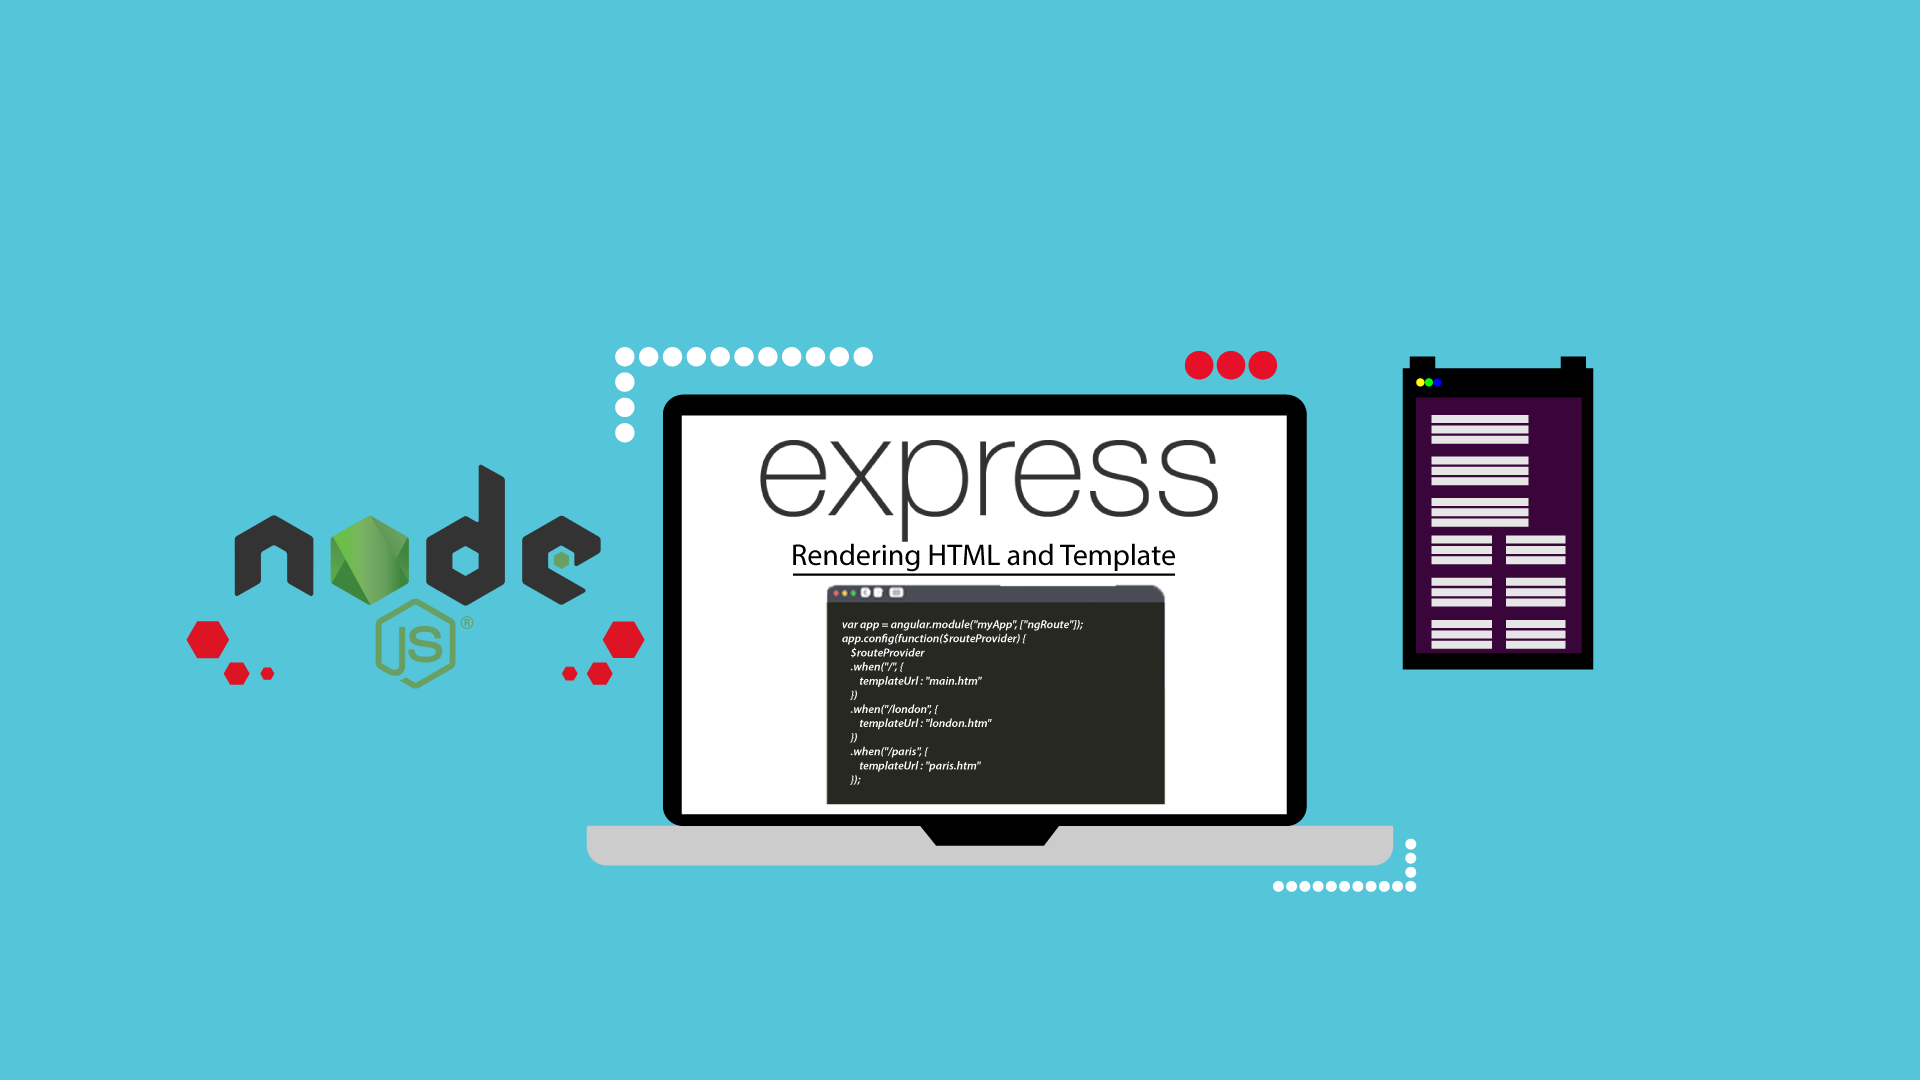 node
JS®
express
Rendering HTML and Template
var app = angular.module("myApp", ["ngRoute"]);
app.config(function($routeProvider) {
$routeProvider
.when("/", {
templateUrl : "main.htm"
})
.when("/london", {
templateUrl : "london.htm"
})
.when("/paris", {
templateUrl : "paris.htm"
});